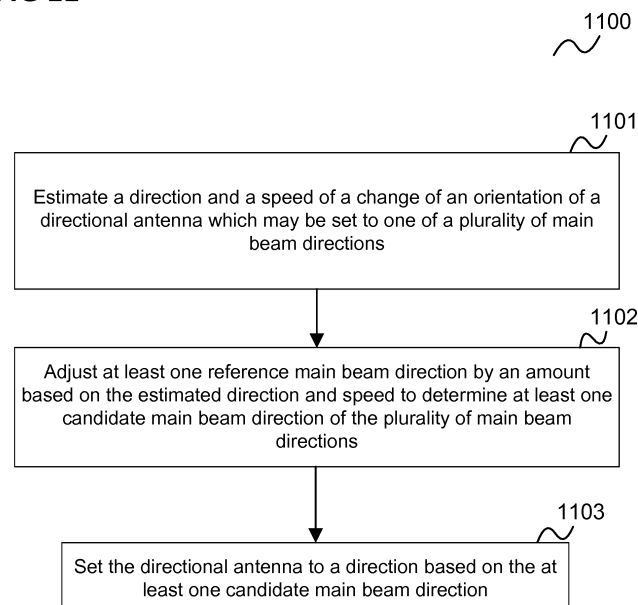 1100
1101
Estimate a direction and a speed of a change of an orientation of a
directional antenna which may be set to one of a plurality of main
beam directions
1102
Adjust at least one reference main beam direction by an amount
based on the estimated direction and speed to determine at least one
candidate main beam direction of the plurality of main beam
directions
1103
Set the directional antenna to a direction based on the at
least one candidate main beam direction